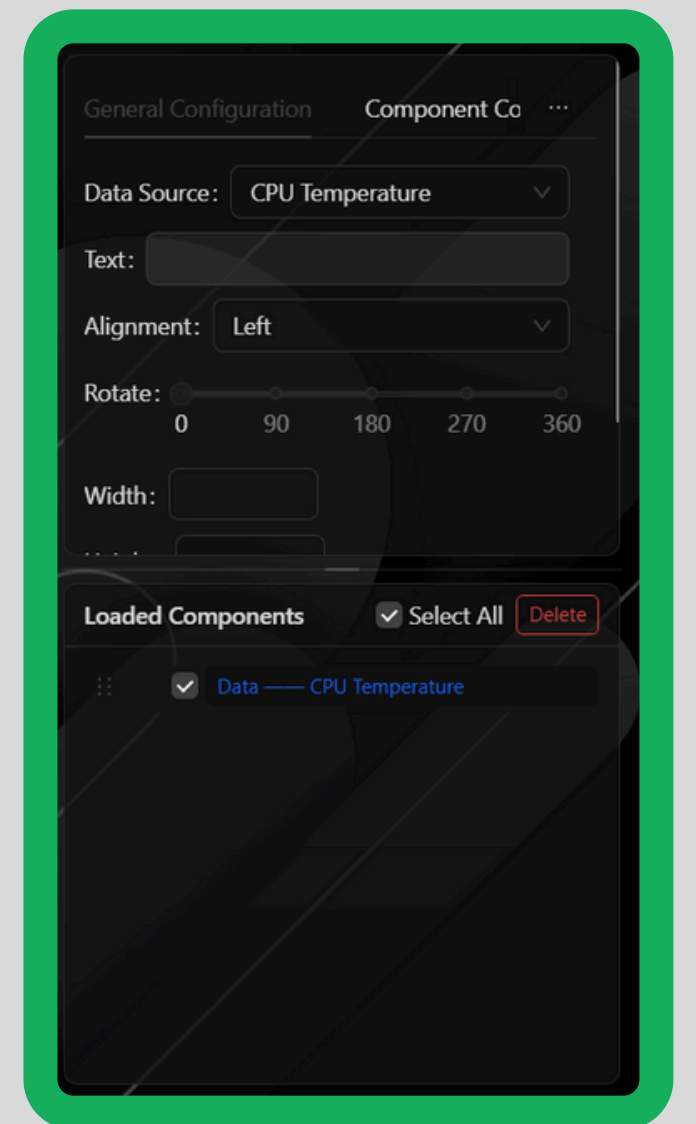 General Configuration Component Co ···
Data Source: CPU Temperature
Text:
Alignment: Left
Rotate:
0 90 180 270 360
Width:
Loaded Components Select All Delete
Data —— CPU Temperature